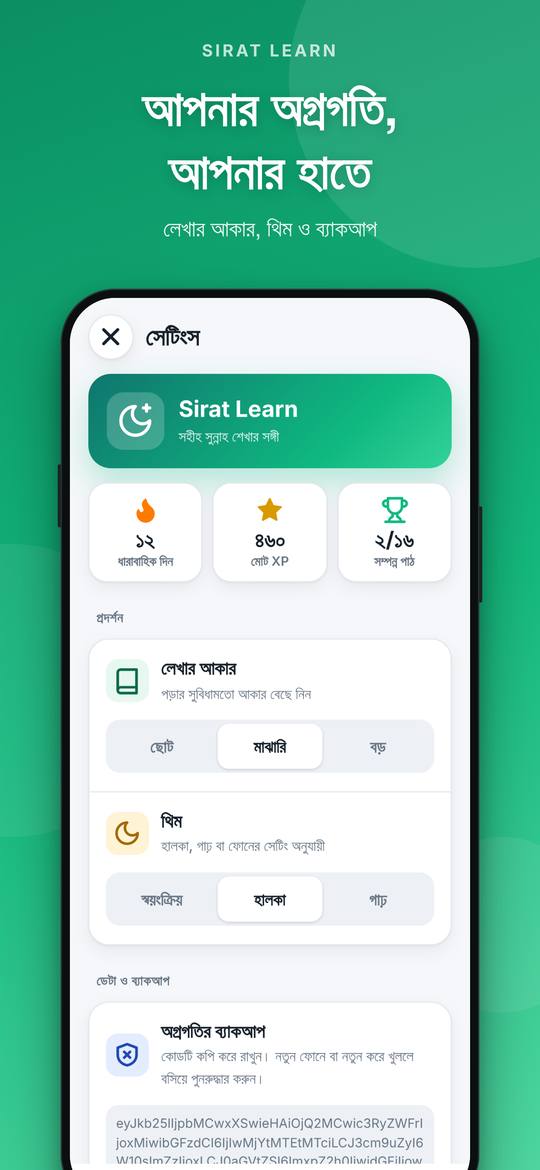 SIRAT LEARN
আপনার অগ্রগতি,
আপনার হাতে
লেখার আকার, থিম ও ব্যাকআপ
সেটিংস
Sirat Learn
সহীহ সুন্নাহ শেখার সঙ্গী
১২
ধারাবাহিক দিন
৪৬০
মোট XP
২/১৬
সম্পন্ন পাঠ
প্রদর্শন
লেখার আকার
পড়ার সুবিধামতো আকার বেছে নিন
ছোট
মাঝারি
বড়
থিম
হালকা, গাঢ় বা ফোনের সেটিং অনুযায়ী
স্বয়ংক্রিয়
হালকা
গাঢ়
ডেটা ও ব্যাকআপ
অগ্রগতির ব্যাকআপ
কোডটি কপি করে রাখুন। নতুন ফোনে বা নতুন করে খুললে
বসিয়ে পুনরুদ্ধার করুন।